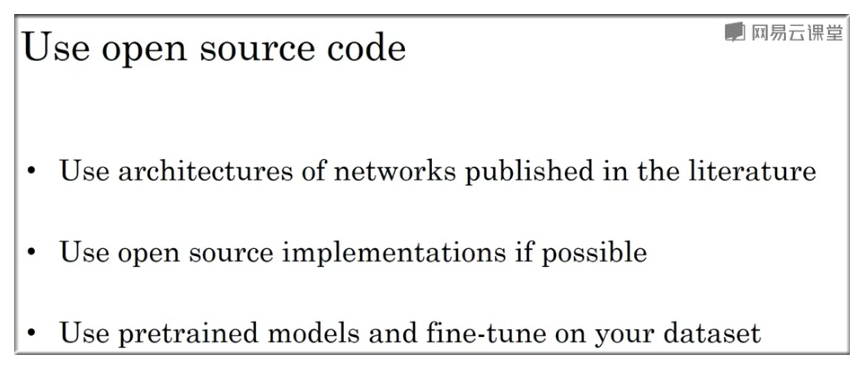 Use open source code
网易云课堂
• Use architectures of networks published in the literature
• Use open source implementations if possible
• Use pretrained models and fine-tune on your dataset